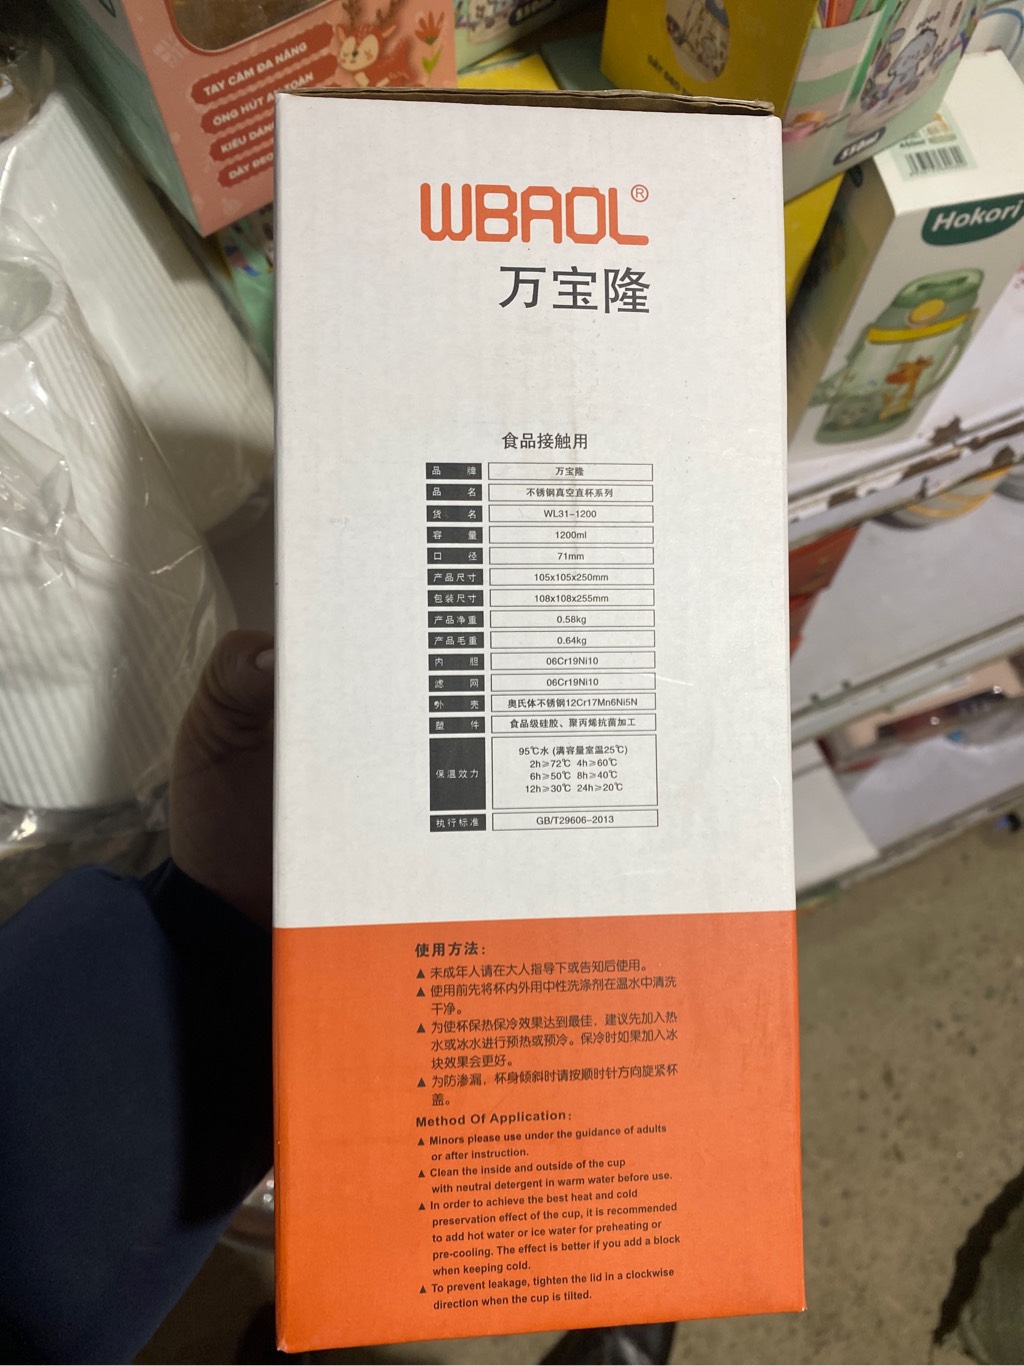 TAY CẦM ĐA NĂNG
ỐNG HÚT AN TOÀN
KIỂU DÁN
DÂY ĐEO
Hokori
WBAOL®
万宝隆
食品接触用
品牌 万宝隆
品名 不锈钢真空直杯系列
货名 WL31-1200
容量 1200ml
口径 71mm
产品尺寸 105x105x250mm
包装尺寸 108x108x255mm
产品净重 0.58kg
产品毛重 0.64kg
内胆 06Cr19Ni10
滤网 06Cr19Ni10
外壳 奥氏体不锈钢12Cr17Mn6Ni5N
塑件 食品级硅胶、聚丙烯抗菌加工
保温效力 95℃水 (满容量室温25℃)
2h≥72℃ 4h≥60℃
6h≥50℃ 8h≥40℃
12h≥30℃ 24h≥20℃
执行标准 GB/T29606-2013
使用方法：
▲ 未成年人请在大人指导下或告知后使用。
▲ 使用前先将杯内外用中性洗涤剂在温水中清洗
干净。
▲ 为使杯保热保冷效果达到最佳，建议先加入热
水或冰水进行预热或预冷。保冷时如果加入冰
块效果会更好。
▲ 为防渗漏，杯身倾斜时请按顺时针方向旋紧杯
盖。
Method Of Application:
▲ Minors please use under the guidance of adults
or after instruction.
▲ Clean the inside and outside of the cup
with neutral detergent in warm water before use.
▲ In order to achieve the best heat and cold
preservation effect of the cup, it is recommended
to add hot water or ice water for preheating or
pre-cooling. The effect is better if you add a block
when keeping cold.
▲ To prevent leakage, tighten the lid in a clockwise
direction when the cup is tilted.